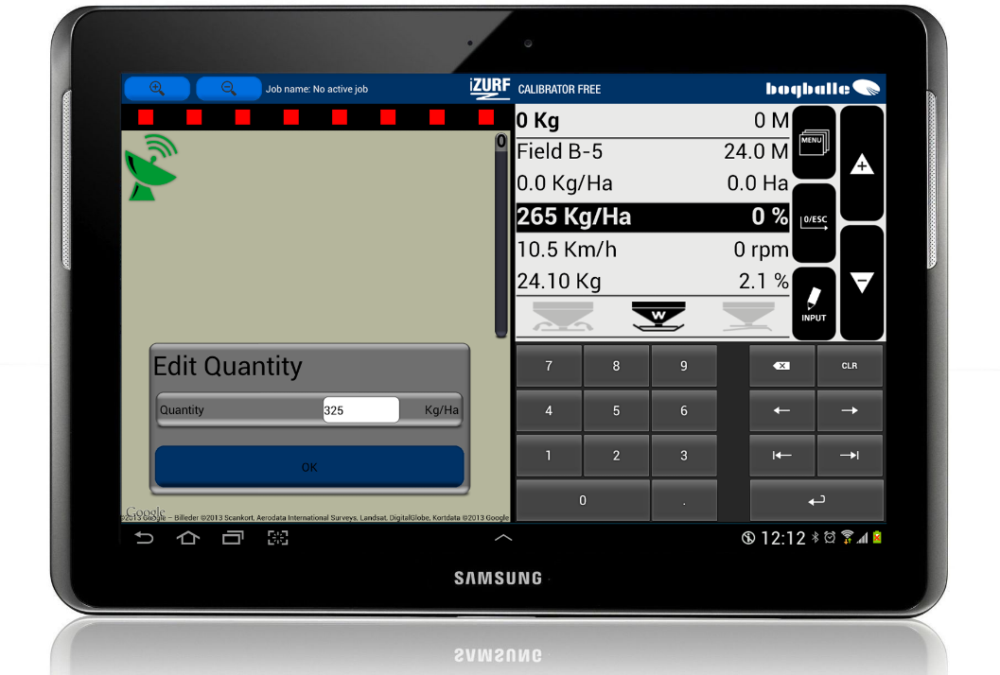 Job name: No active job
iZURF CALIBRATOR FREE
bogballe
0 Kg 0 M
Field B-5 24.0 M
0.0 Kg/Ha 0.0 Ha
265 Kg/Ha 0 %
10.5 Km/h 0 rpm
24.10 Kg 2.1 %
W
MENU
0/ESC
INPUT
+
−
0
Edit Quantity
Quantity 325 Kg/Ha
OK
7 8 9 CLR
4 5 6
1 2 3
0 .
Google
©2013 Google – Billeder ©2013 Scankort, Aerodata International Surveys, Landsat, DigitalGlobe, Kortdata ©2013 Google
12:12
SAMSUNG